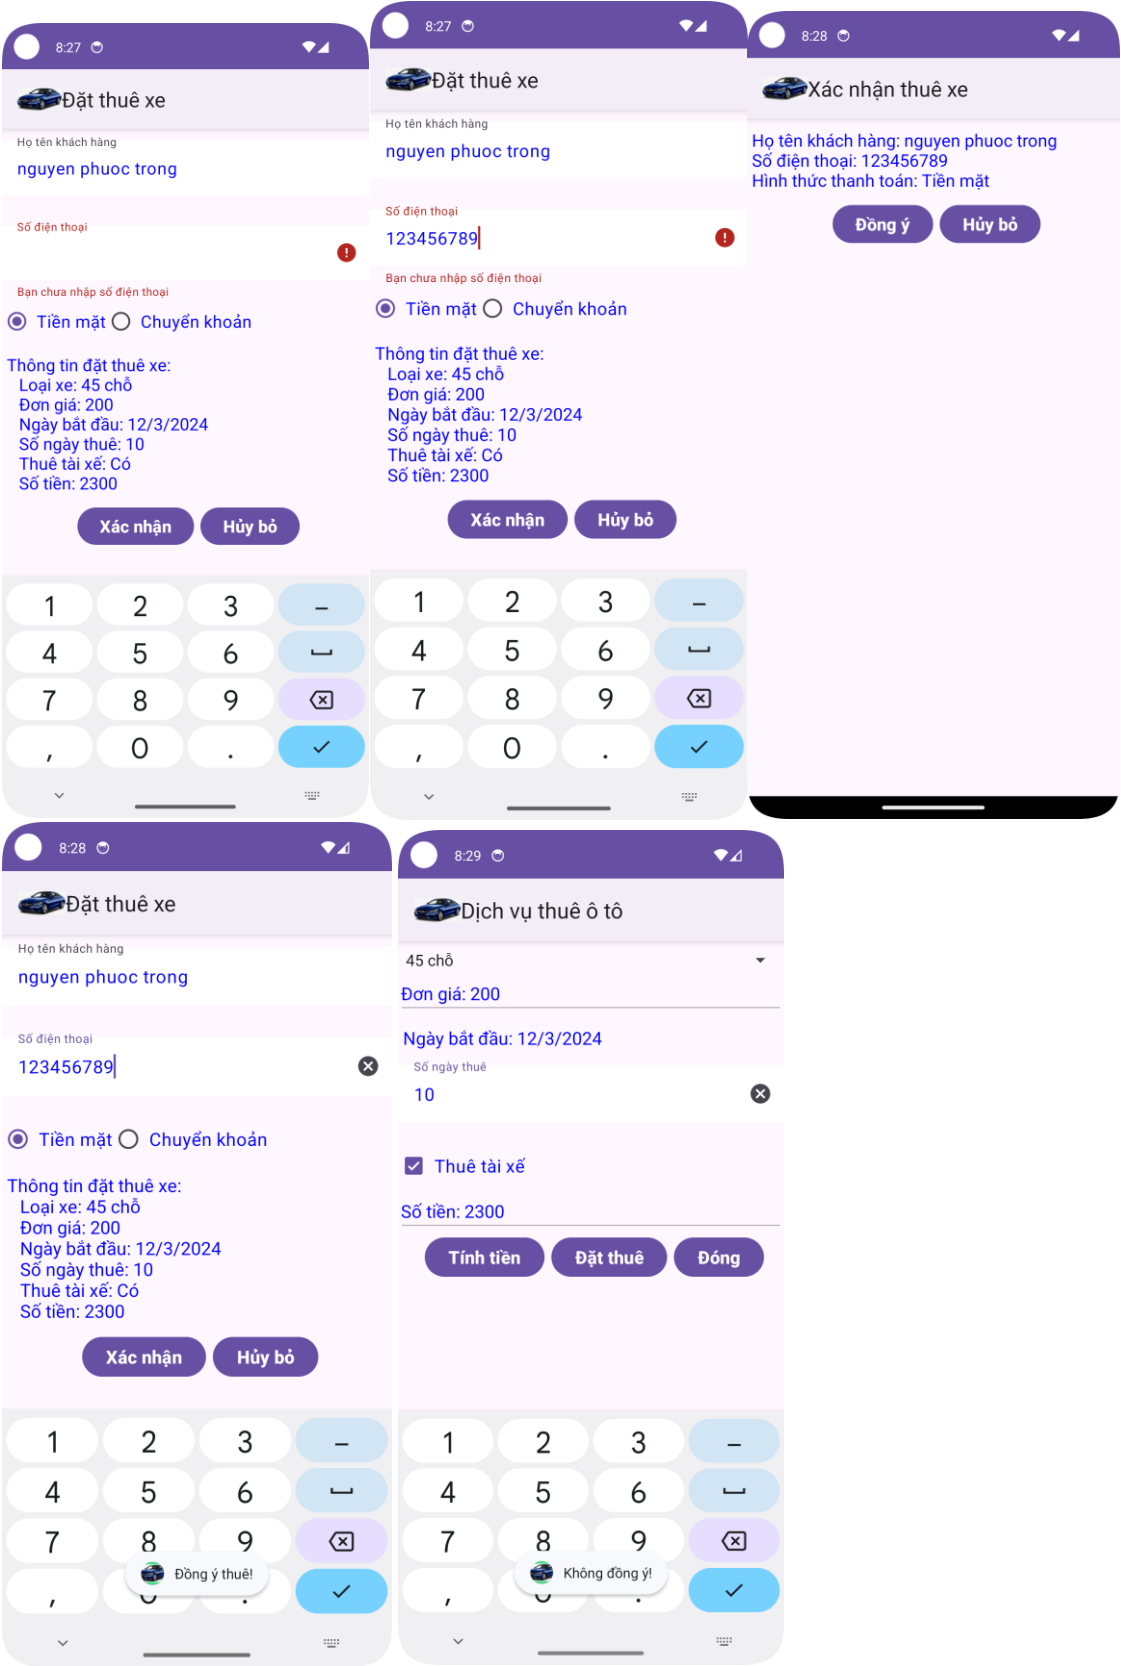 8:27
Đặt thuê xe
Họ tên khách hàng
nguyen phuoc trong
Số điện thoại
Bạn chưa nhập số điện thoại
Tiền mặt Chuyển khoản
Thông tin đặt thuê xe:
Loại xe: 45 chỗ
Đơn giá: 200
Ngày bắt đầu: 12/3/2024
Số ngày thuê: 10
Thuê tài xế: Có
Số tiền: 2300
Xác nhận Hủy bỏ
1 2 3 –
4 5 6
7 8 9
, 0 .
8:27
Đặt thuê xe
Họ tên khách hàng
nguyen phuoc trong
Số điện thoại
123456789
Bạn chưa nhập số điện thoại
Tiền mặt Chuyển khoản
Thông tin đặt thuê xe:
Loại xe: 45 chỗ
Đơn giá: 200
Ngày bắt đầu: 12/3/2024
Số ngày thuê: 10
Thuê tài xế: Có
Số tiền: 2300
Xác nhận Hủy bỏ
1 2 3 –
4 5 6
7 8 9
, 0 .
8:28
Xác nhận thuê xe
Họ tên khách hàng: nguyen phuoc trong
Số điện thoại: 123456789
Hình thức thanh toán: Tiền mặt
Đồng ý Hủy bỏ
8:28
Đặt thuê xe
Họ tên khách hàng
nguyen phuoc trong
Số điện thoại
123456789
Tiền mặt Chuyển khoản
Thông tin đặt thuê xe:
Loại xe: 45 chỗ
Đơn giá: 200
Ngày bắt đầu: 12/3/2024
Số ngày thuê: 10
Thuê tài xế: Có
Số tiền: 2300
Xác nhận Hủy bỏ
1 2 3 –
4 5 6
7 8 9
Đồng ý thuê!
, 0 .
8:29
Dịch vụ thuê ô tô
45 chỗ
Đơn giá: 200
Ngày bắt đầu: 12/3/2024
Số ngày thuê
10
Thuê tài xế
Số tiền: 2300
Tính tiền Đặt thuê Đóng
1 2 3 –
4 5 6
7 8 9
Không đồng ý!
, 0 .